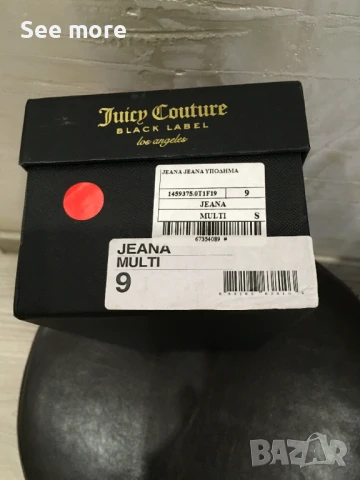 See more
Juicy Couture
BLACK LABEL
los angeles
JEANA JEANA УПОДНМА
1459375.0T1F19 9
JEANA
MULTI S
67354089 #
JEANA
MULTI
9
BAZAR